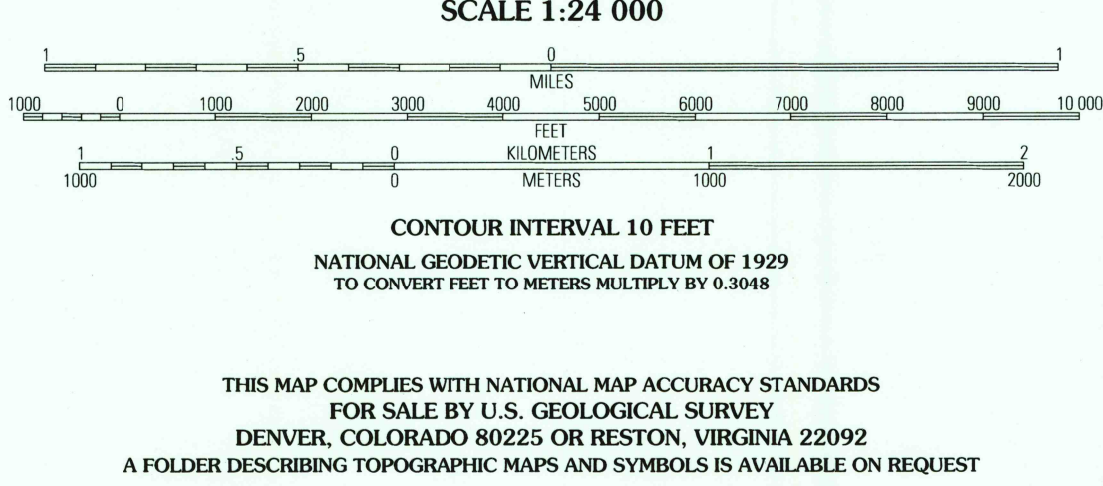 SCALE 1:24 000
1 .5 0 1
MILES
1000 0 1000 2000 3000 4000 5000 6000 7000 8000 9000 10 000
FEET
1 .5 0 KILOMETERS 1 2
1000 0 METERS 1000 2000
CONTOUR INTERVAL 10 FEET
NATIONAL GEODETIC VERTICAL DATUM OF 1929
TO CONVERT FEET TO METERS MULTIPLY BY 0.3048
THIS MAP COMPLIES WITH NATIONAL MAP ACCURACY STANDARDS
FOR SALE BY U.S. GEOLOGICAL SURVEY
DENVER, COLORADO 80225 OR RESTON, VIRGINIA 22092
A FOLDER DESCRIBING TOPOGRAPHIC MAPS AND SYMBOLS IS AVAILABLE ON REQUEST